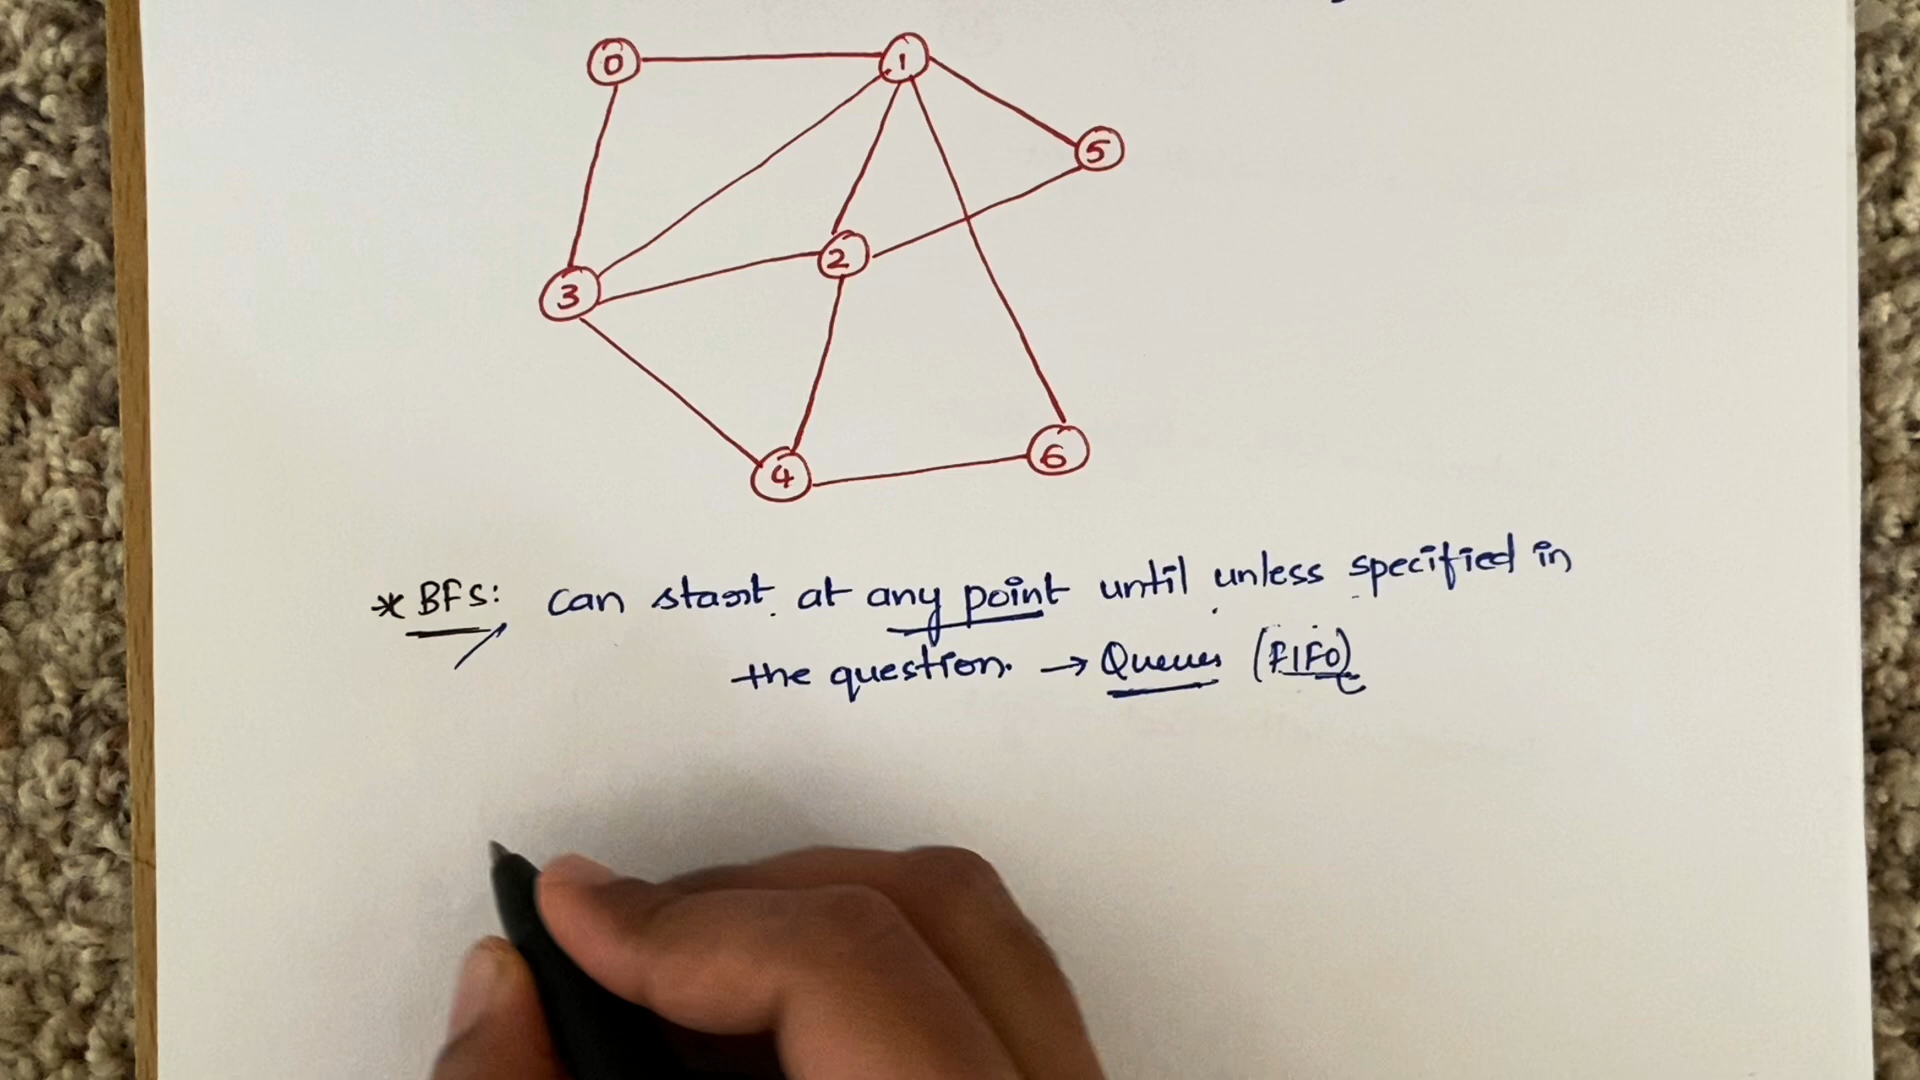 0 1
5
2
3
4 6
* BFS: can start at any point until unless specified in
the question. → Queues (FIFO)